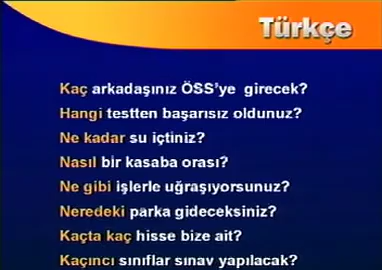 Türkçe
Kaç arkadaşınız ÖSS'ye girecek?
Hangi testten başarısız oldunuz?
Ne kadar su içtiniz?
Nasıl bir kasaba orası?
Ne gibi işlerle uğraşıyorsunuz?
Neredeki parka gideceksiniz?
Kaçta kaç hisse bize ait?
Kaçıncı sınıflar sınav yapılacak?